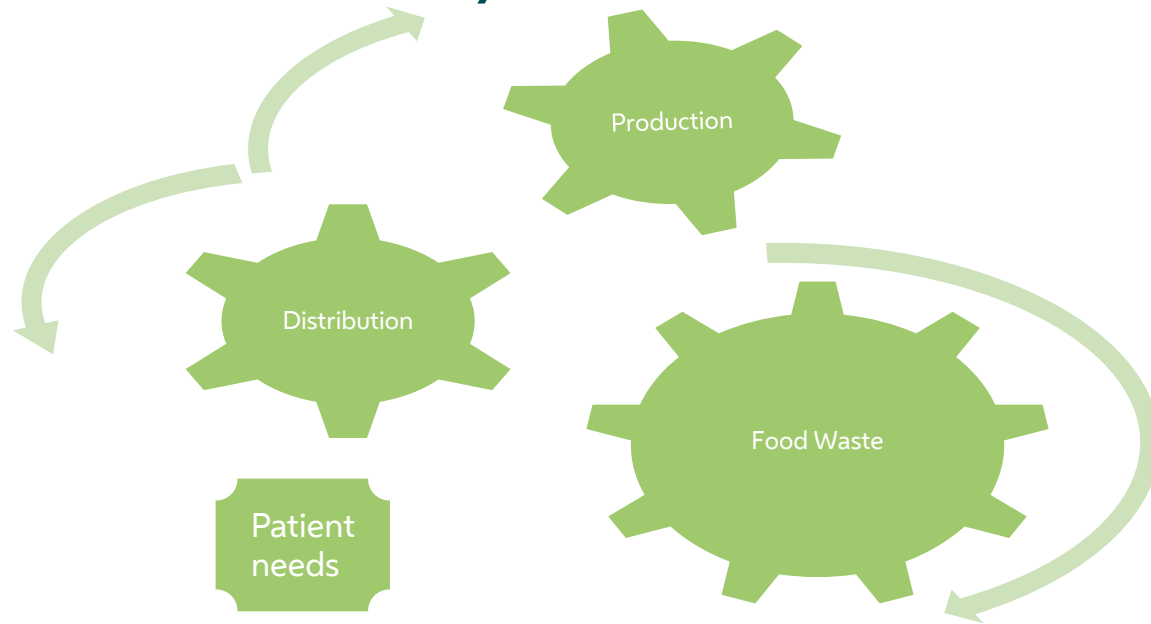 Production
Distribution
Food Waste
Patient
needs